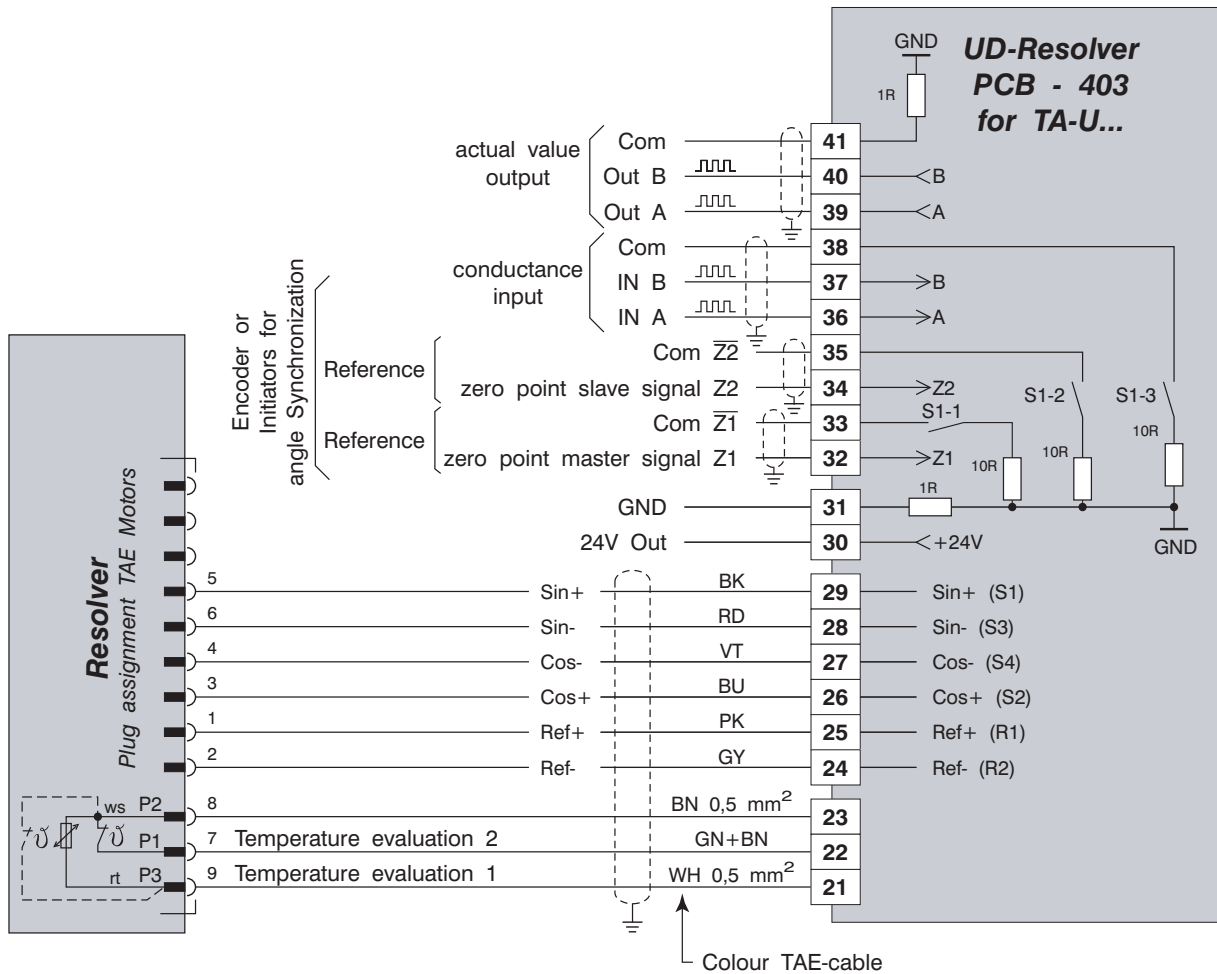 GND
UD-Resolver
PCB - 403
for TA-U...
1R
actual value
output
Com
41
Out B
40
B
Out A
39
A
conductance
input
Com
38
IN B
37
B
IN A
36
A
Encoder or
Initiators for
angle Synchronization
Reference
Com Z̅2̅
35
zero point slave signal Z2
34
Z2
S1-2
S1-3
Reference
Com Z̅1̅
33
S1-1
zero point master signal Z1
32
Z1
10R
10R
10R
GND
31
1R
24V Out
30
+24V
GND
Resolver
Plug assignment TAE Motors
5
Sin+
BK
29
Sin+ (S1)
6
Sin-
RD
28
Sin- (S3)
4
Cos-
VT
27
Cos- (S4)
3
Cos+
BU
26
Cos+ (S2)
1
Ref+
PK
25
Ref+ (R1)
2
Ref-
GY
24
Ref- (R2)
ws
P2
8
BN 0,5 mm²
23
+ϑ
ϑ
P1
7
Temperature evaluation 2
GN+BN
22
rt
P3
9
Temperature evaluation 1
WH 0,5 mm²
21
Colour TAE-cable